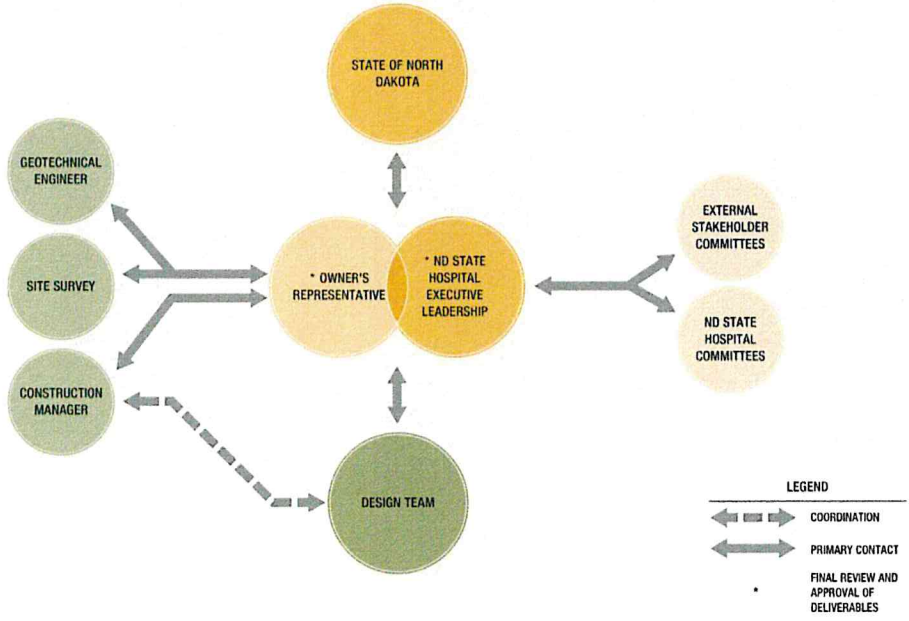 STATE OF NORTH
DAKOTA
GEOTECHNICAL
ENGINEER
SITE SURVEY
CONSTRUCTION
MANAGER
* OWNER'S
REPRESENTATIVE
* ND STATE
HOSPITAL
EXECUTIVE
LEADERSHIP
EXTERNAL
STAKEHOLDER
COMMITTEES
ND STATE
HOSPITAL
COMMITTEES
DESIGN TEAM
LEGEND
COORDINATION
PRIMARY CONTACT
* FINAL REVIEW AND
APPROVAL OF
DELIVERABLES